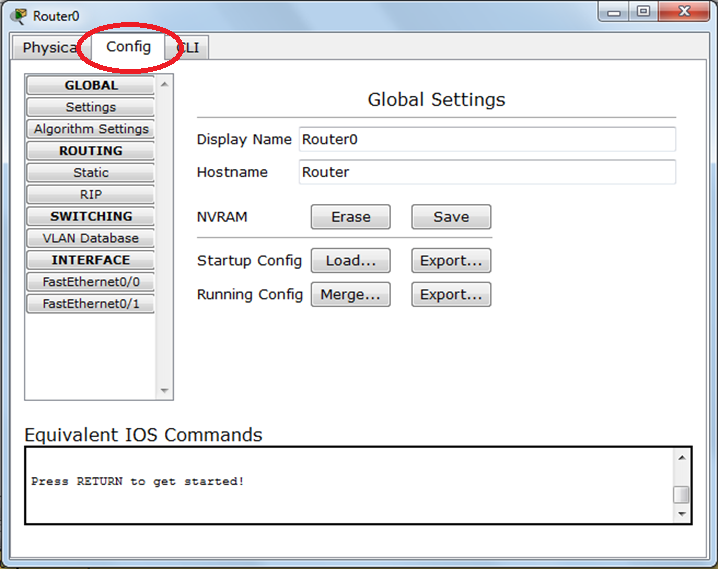 Router0
Physica Config CLI
GLOBAL
Settings
Algorithm Settings
ROUTING
Static
RIP
SWITCHING
VLAN Database
INTERFACE
FastEthernet0/0
FastEthernet0/1
Global Settings
Display Name Router0
Hostname Router
NVRAM Erase Save
Startup Config Load... Export...
Running Config Merge... Export...
Equivalent IOS Commands
Press RETURN to get started!